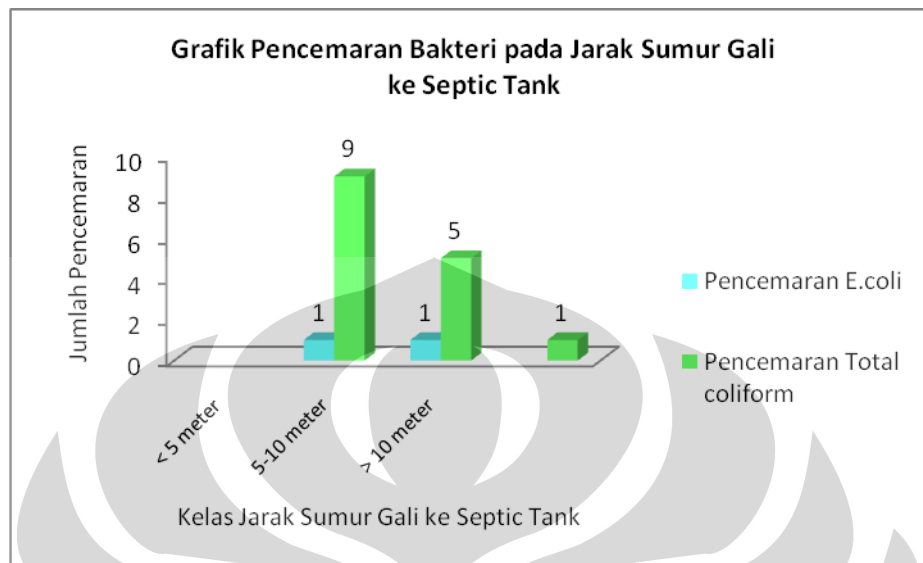 Grafik Pencemaran Bakteri pada Jarak Sumur Gali
ke Septic Tank
Jumlah Pencemaran
10
8
6
4
2
0
1
9
1
5
1
< 5 meter
5-10 meter
> 10 meter
Kelas Jarak Sumur Gali ke Septic Tank
Pencemaran E.coli
Pencemaran Total
coliform